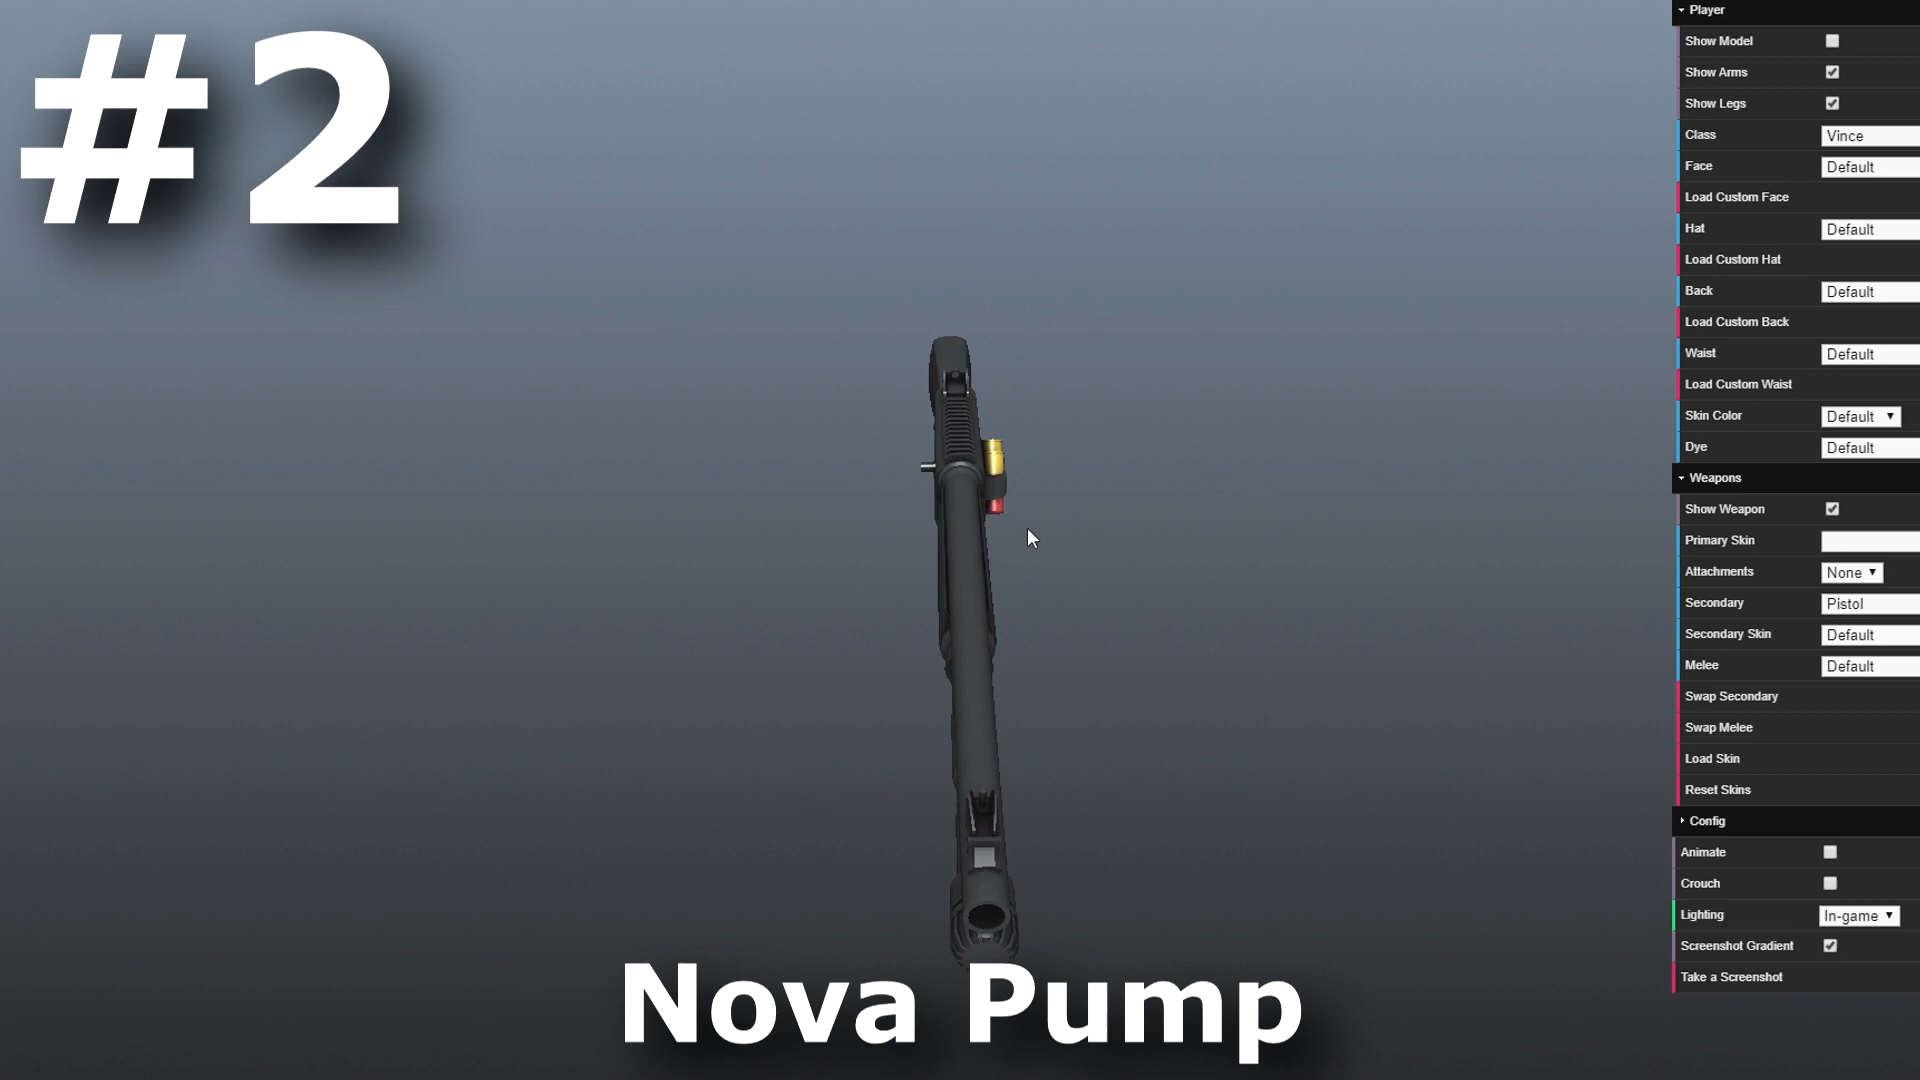 #2
Player
Show Model
Show Arms
Show Legs
Class Vince
Face Default
Load Custom Face
Hat Default
Load Custom Hat
Back Default
Load Custom Back
Waist Default
Load Custom Waist
Skin Color Default
Dye Default
Weapons
Show Weapon
Primary Skin
Attachments None
Secondary Pistol
Secondary Skin Default
Melee Default
Swap Secondary
Swap Melee
Load Skin
Reset Skins
Config
Animate
Crouch
Lighting In-game
Screenshot Gradient
Take a Screenshot
Nova Pump